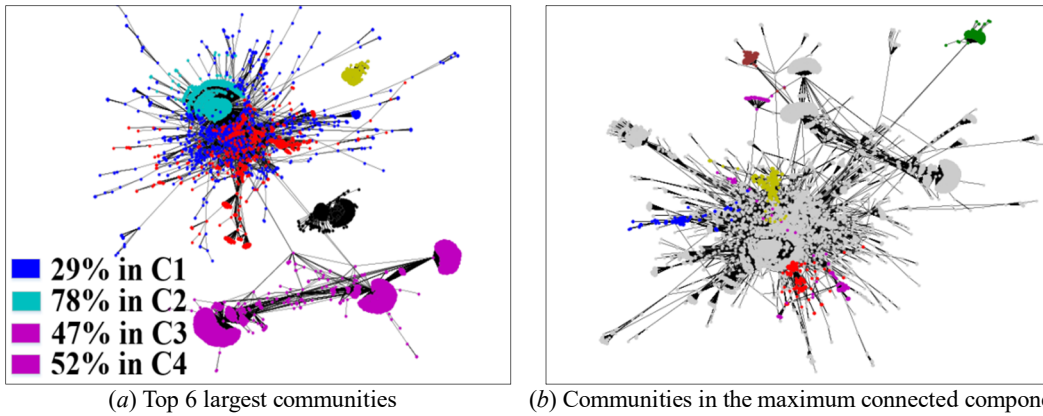 29% in C1
78% in C2
47% in C3
52% in C4
(a) Top 6 largest communities
(b) Communities in the maximum connected compon